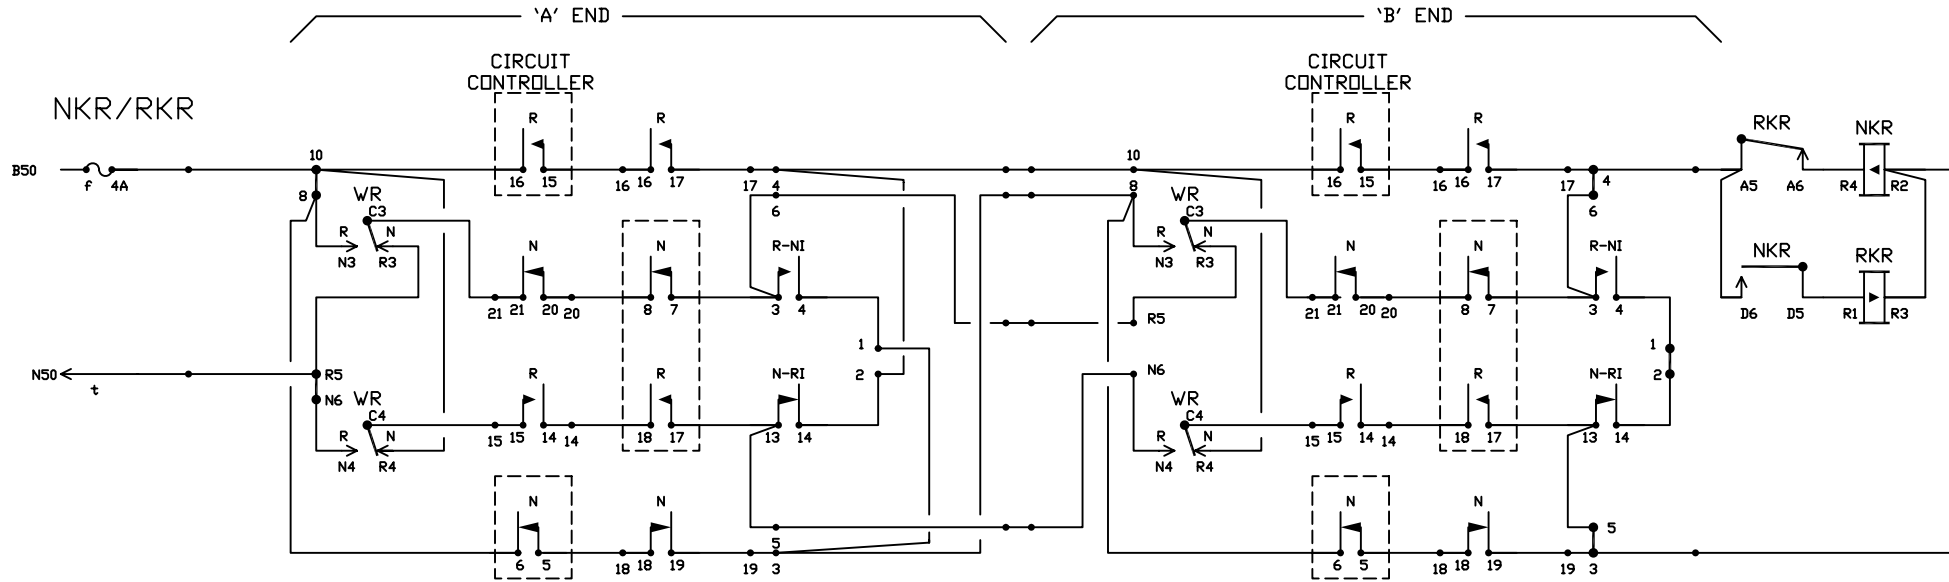 'A' END 'B' END
CIRCUIT CONTROLLER CIRCUIT CONTROLLER
NKR/RKR
R R R R RKR NKR
10 10
B50 f 4A 16 15 16 16 17 17 4 16 15 16 16 17 17 4 A5 A6 R4 R2
8 WR 6 8 WR 6
C3 C3
R N N N R-NI R N N N R-NI NKR RKR
N3 R3 N3 R3
21 21 20 20 8 7 3 4 21 21 20 20 8 7 3 4 D6 D5 R1 R3
R5
1 1
N50 t R5 R R N-RI 2 N6 R R N-RI 2
N6 WR WR
C4 C4
R N 15 15 14 14 18 17 13 14 R N 15 15 14 14 18 17 13 14
N4 R4 N4 R4
N N N N
5 5
6 5 18 18 19 19 3 6 5 18 18 19 19 3